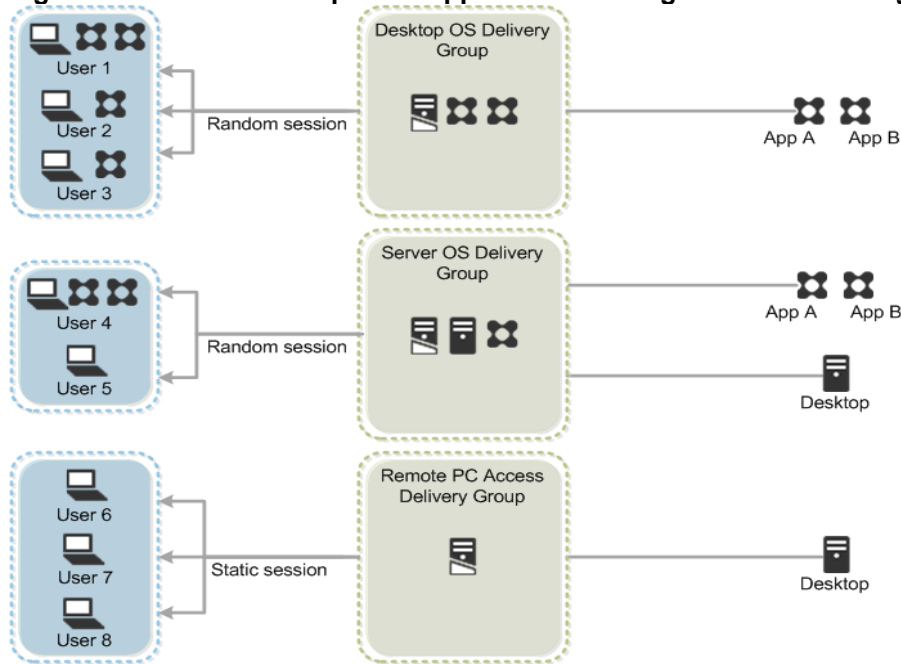 User 1
User 2
User 3
Random session
Desktop OS Delivery
Group
App A
App B
User 4
User 5
Random session
Server OS Delivery
Group
App A
App B
Desktop
User 6
User 7
User 8
Static session
Remote PC Access
Delivery Group
Desktop